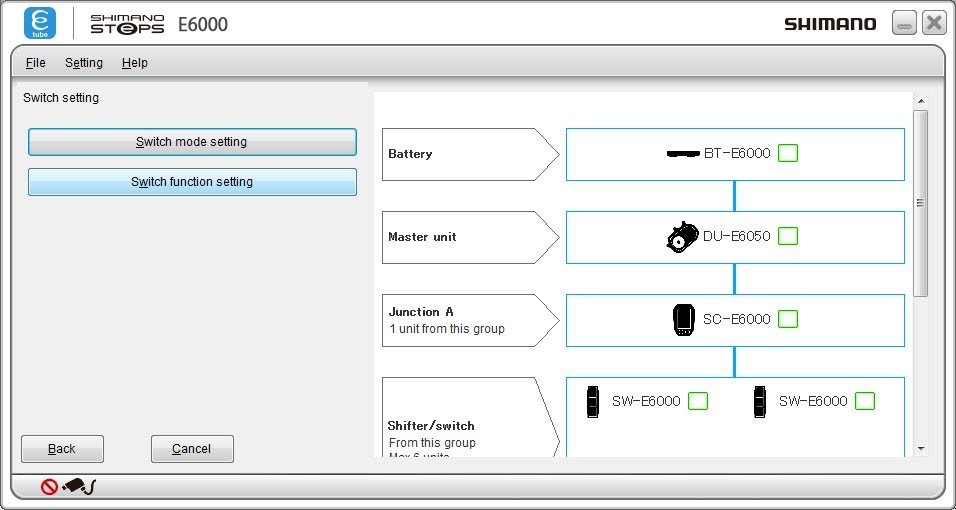 e tube
SHIMANO STEPS E6000
SHIMANO
File Setting Help
Switch setting
Switch mode setting
Switch function setting
Battery
BT-E6000
Master unit
DU-E6050
Junction A
1 unit from this group
SC-E6000
SW-E6000 SW-E6000
Shifter/switch
From this group
Max 6 units
Back Cancel